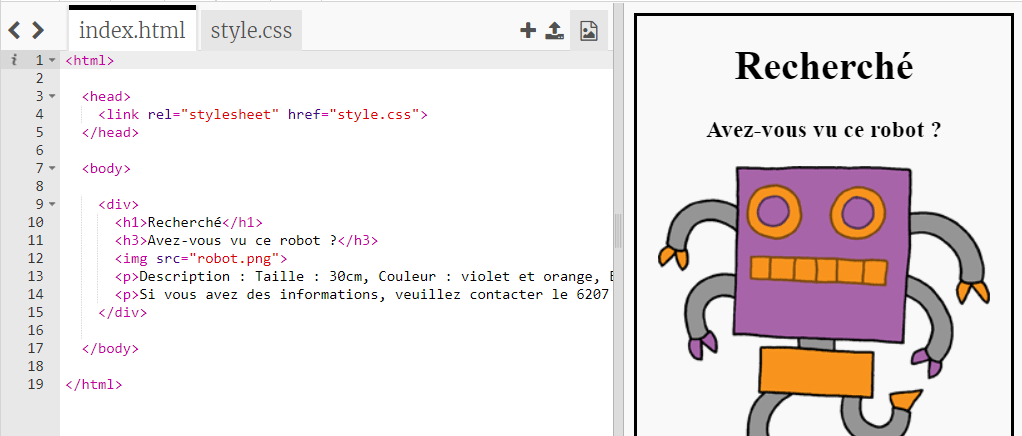 index.html style.css
i 1 <html>
2
3 <head>
4 <link rel="stylesheet" href="style.css">
5 </head>
6
7 <body>
8
9 <div>
10 <h1>Recherché</h1>
11 <h3>Avez-vous vu ce robot ?</h3>
12 <img src="robot.png">
13 <p>Description : Taille : 30cm, Couleur : violet et orange,
14 <p>Si vous avez des informations, veuillez contacter le 6207
15 </div>
16
17 </body>
18
19 </html>
Recherché
Avez-vous vu ce robot ?